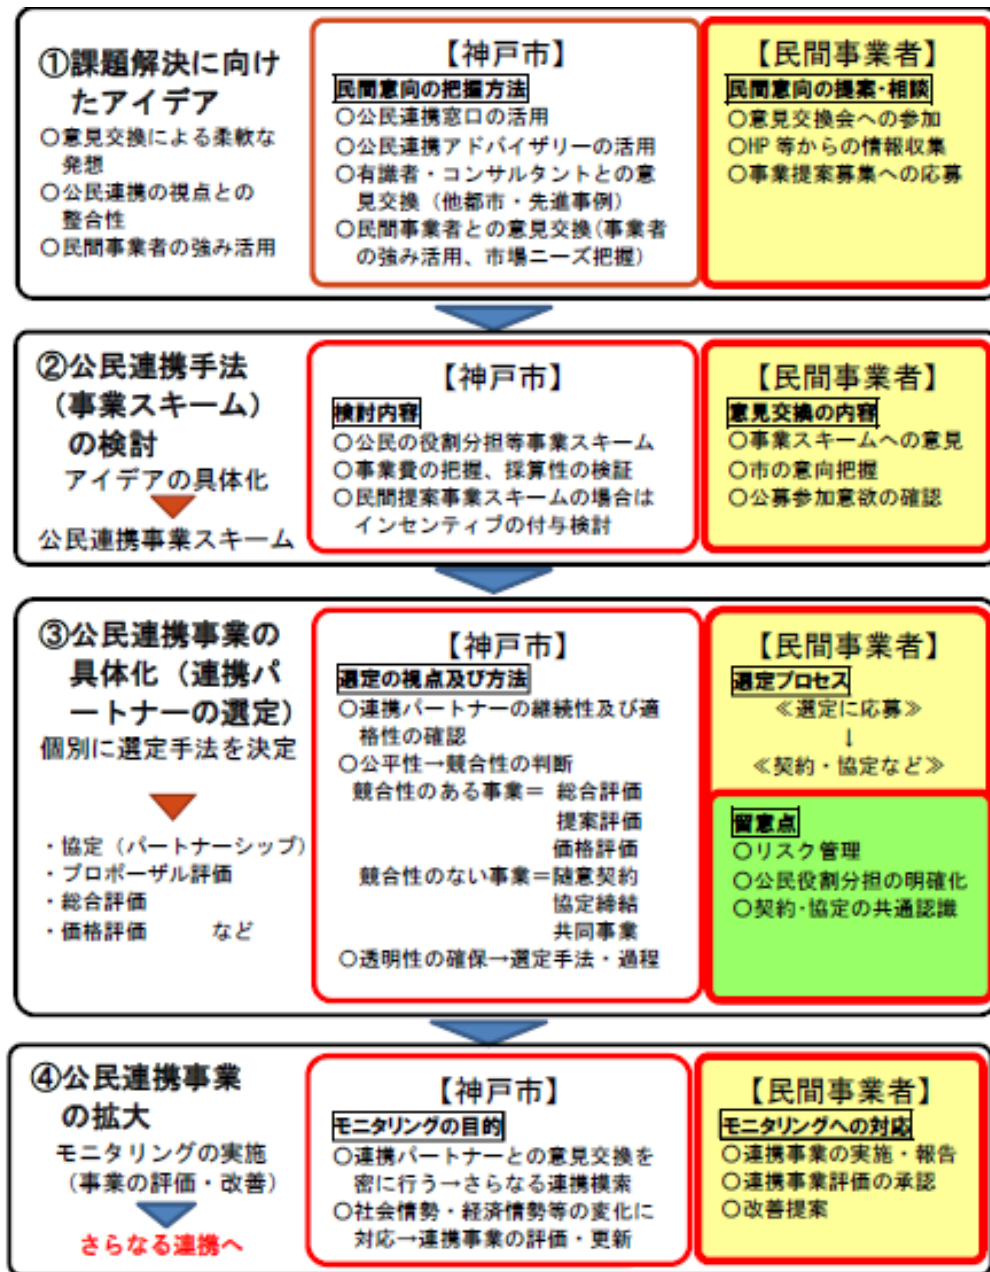 ①課題解決に向け
たアイデア
○意見交換による柔軟な
発想
○公民連携の視点との
整合性
○民間事業者の強み活用
【神戸市】
民間意向の把握方法
○公民連携窓口の活用
○公民連携アドバイザリーの活用
○有識者・コンサルタントとの意
見交換（他都市・先進事例）
○民間事業者との意見交換（事業者
の強み活用、市場ニーズ把握）
【民間事業者】
民間意向の提案・相談
○意見交換会への参加
○HP 等からの情報収集
○事業提案募集への応募
②公民連携手法
（事業スキーム）
の検討
アイデアの具体化
公民連携事業スキーム
【神戸市】
検討内容
○公民の役割分担等事業スキーム
○事業費の把握、採算性の検証
○民間提案事業スキームの場合は
インセンティブの付与検討
【民間事業者】
意見交換の内容
○事業スキームへの意見
○市の意向把握
○公募参加意欲の確認
③公民連携事業の
具体化（連携パ
ートナーの選定）
個別に選定手法を決定
・協定（パートナーシップ）
・プロポーザル評価
・総合評価
・価格評価　　など
【神戸市】
選定の視点及び方法
○連携パートナーの継続性及び適
格性の確認
○公平性→競合性の判断
競合性のある事業＝ 総合評価
提案評価
価格評価
競合性のない事業＝随意契約
協定締結
共同事業
○透明性の確保→選定手法・過程
【民間事業者】
選定プロセス
≪選定に応募≫
↓
≪契約・協定など≫
留意点
○リスク管理
○公民役割分担の明確化
○契約・協定の共通認識
④公民連携事業
の拡大
モニタリングの実施
（事業の評価・改善）
さらなる連携へ
【神戸市】
モニタリングの目的
○連携パートナーとの意見交換を
密に行う→さらなる連携模索
○社会情勢・経済情勢等の変化に
対応→連携事業の評価・更新
【民間事業者】
モニタリングへの対応
○連携事業の実施・報告
○連携事業評価の承認
○改善提案